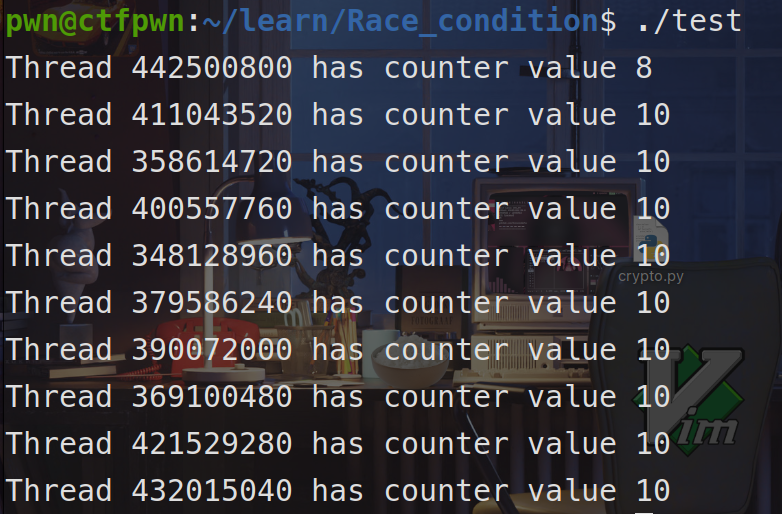 pwn@ctfpwn:~/learn/Race_condition$ ./test
Thread 442500800 has counter value 8
Thread 411043520 has counter value 10
Thread 358614720 has counter value 10
Thread 400557760 has counter value 10
Thread 348128960 has counter value 10
crypto.py
Thread 379586240 has counter value 10
Thread 390072000 has counter value 10
Thread 369100480 has counter value 10
Vim
Thread 421529280 has counter value 10
Thread 432015040 has counter value 10